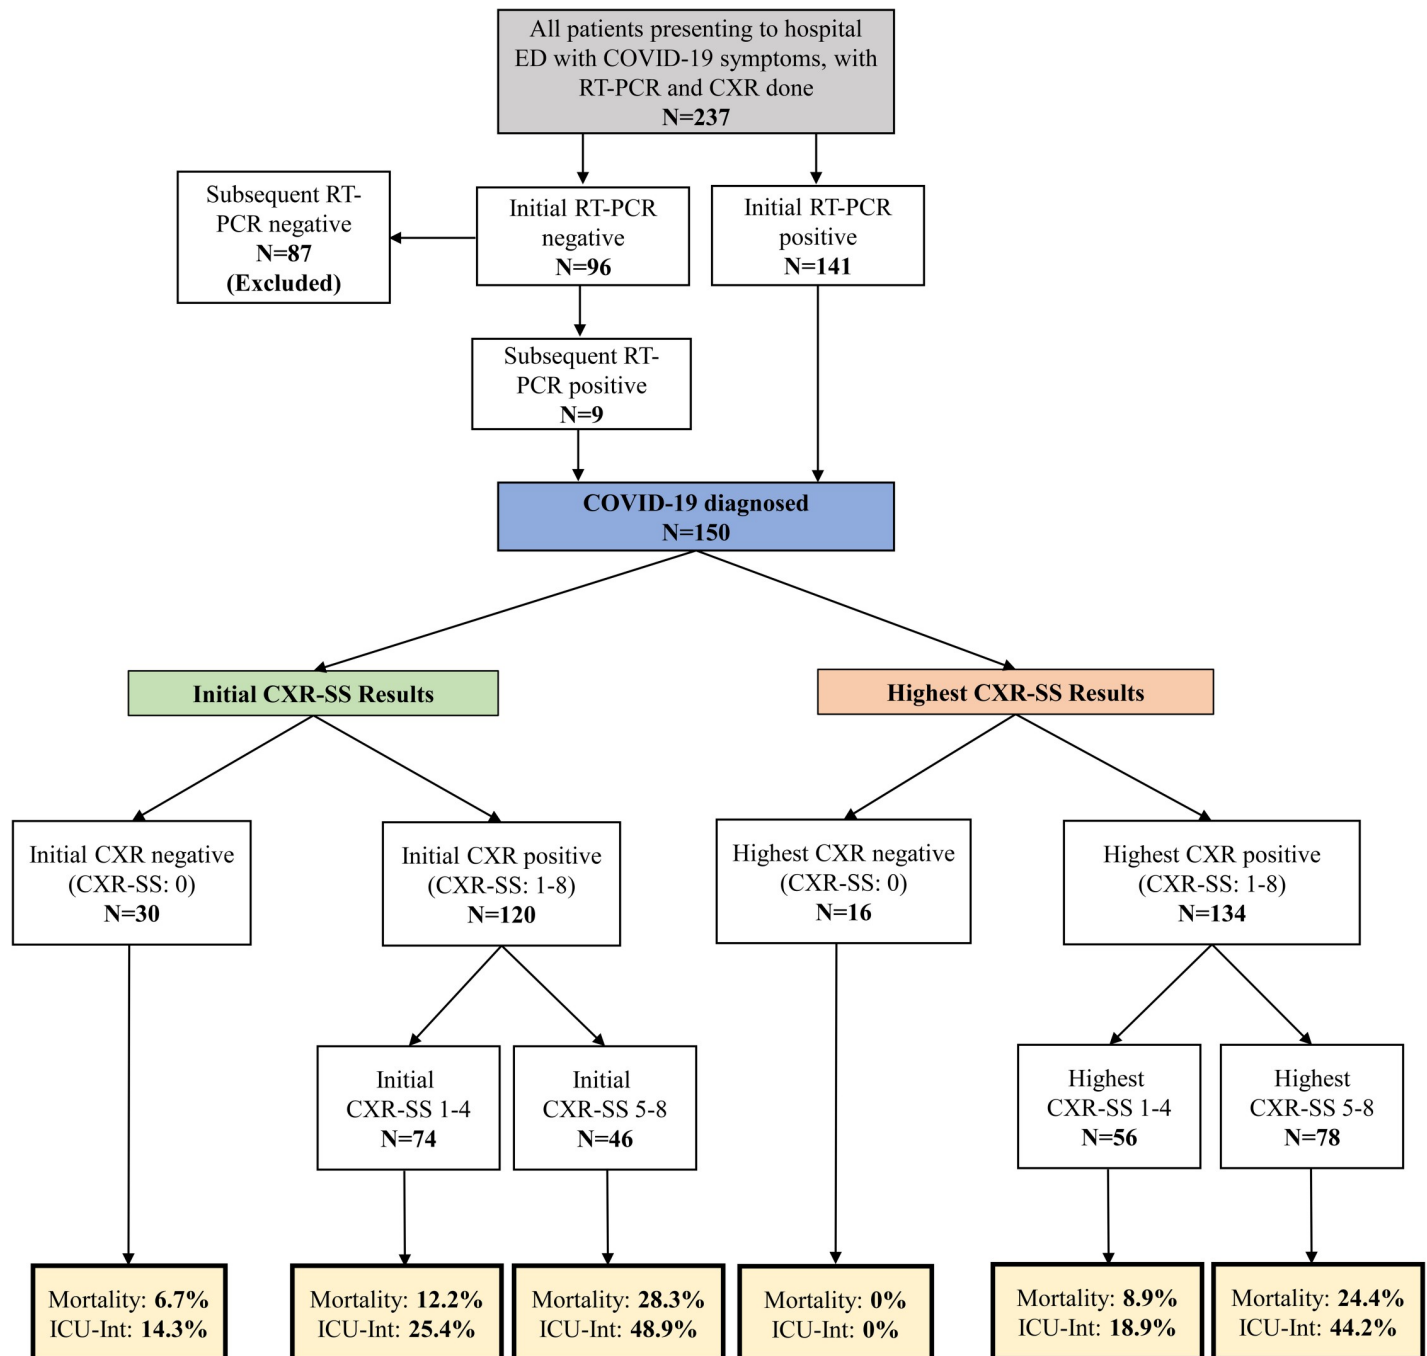 All patients presenting to hospital
ED with COVID-19 symptoms, with
RT-PCR and CXR done
N=237
Subsequent RT-
PCR negative
N=87
(Excluded)
Initial RT-PCR
negative
N=96
Initial RT-PCR
positive
N=141
Subsequent RT-
PCR positive
N=9
COVID-19 diagnosed
N=150
Initial CXR-SS Results
Highest CXR-SS Results
Initial CXR negative
(CXR-SS: 0)
N=30
Initial CXR positive
(CXR-SS: 1-8)
N=120
Highest CXR negative
(CXR-SS: 0)
N=16
Highest CXR positive
(CXR-SS: 1-8)
N=134
Initial
CXR-SS 1-4
N=74
Initial
CXR-SS 5-8
N=46
Highest
CXR-SS 1-4
N=56
Highest
CXR-SS 5-8
N=78
Mortality: 6.7%
ICU-Int: 14.3%
Mortality: 12.2%
ICU-Int: 25.4%
Mortality: 28.3%
ICU-Int: 48.9%
Mortality: 0%
ICU-Int: 0%
Mortality: 8.9%
ICU-Int: 18.9%
Mortality: 24.4%
ICU-Int: 44.2%